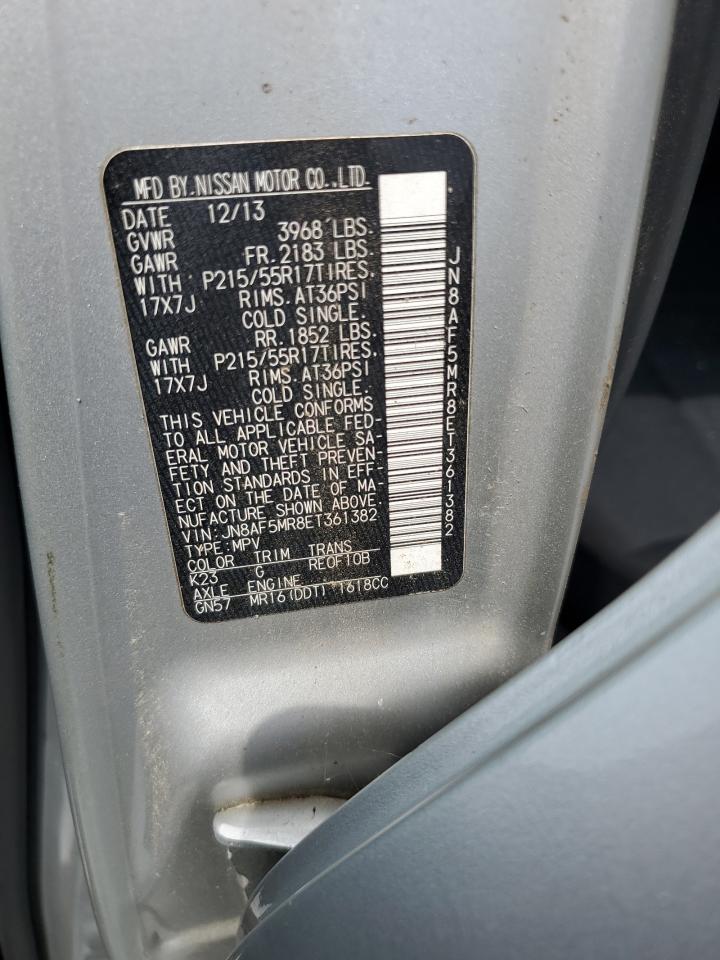 MFD BY.NISSAN MOTOR CO.,LTD.
DATE 12/13
GVWR 3968 LBS.
GAWR FR.2183 LBS.
WITH P215/55R17TIRES,
17X7J RIMS.AT36PSI
COLD SINGLE.
GAWR RR.1852 LBS.
WITH P215/55R17TIRES,
17X7J RIMS.AT36PSI
COLD SINGLE.
THIS VEHICLE CONFORMS
TO ALL APPLICABLE FED-
ERAL MOTOR VEHICLE SA-
FETY AND THEFT PREVEN-
TION STANDARDS IN EFF-
ECT ON THE DATE OF MA-
NUFACTURE SHOWN ABOVE.
VIN:JN8AF5MR8ET361382
TYPE:MPV
COLOR TRIM TRANS
K23 G RE0F10B
AXLE ENGINE
GN57 MR16(DDT) 1618CC
JN8AF5MR8ET361382